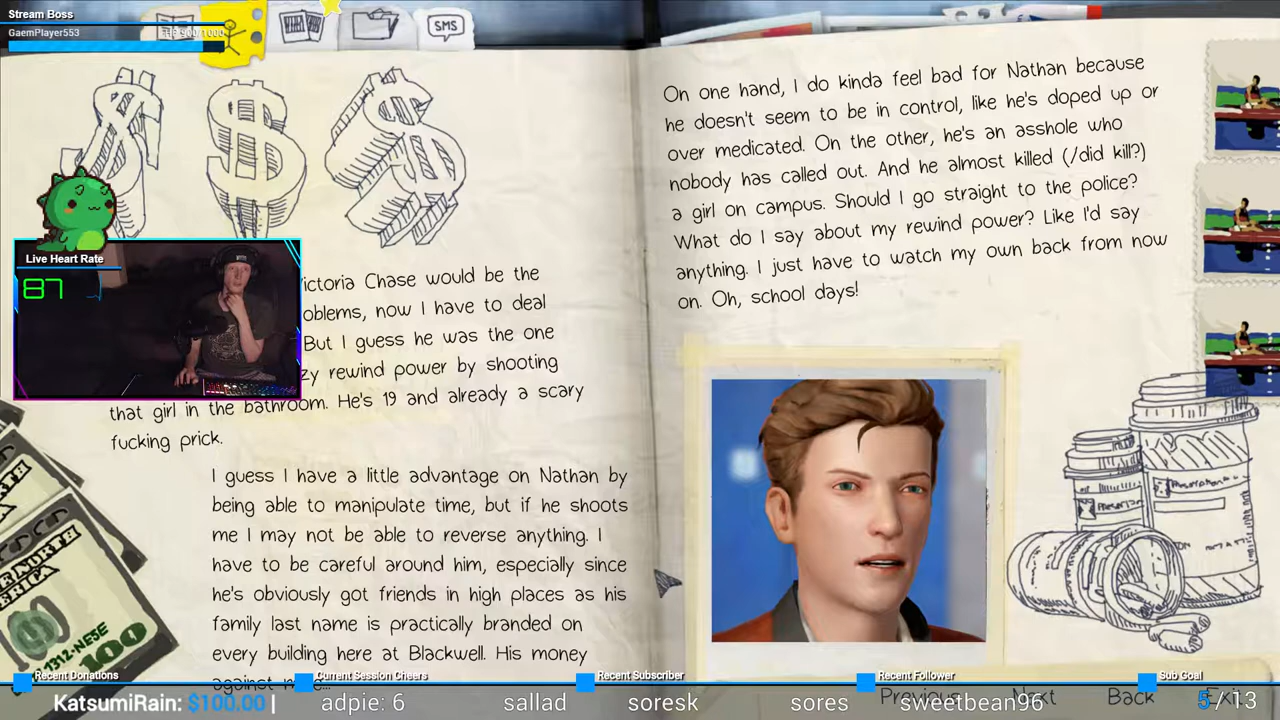 Stream Boss
GaemPlayer553
SMS
Live Heart Rate
87
ictoria Chase would be the
oblems, now I have to deal
But I guess he was the one
zy rewind power by shooting
that girl in the bathroom. He's 19 and already a scary
fucking prick.
I guess I have a little advantage on Nathan by
being able to manipulate time, but if he shoots
me I may not be able to reverse anything. I
have to be careful around him, especially since
he's obviously got friends in high places as his
family last name is practically branded on
every building here at Blackwell. His money
against
On one hand, I do kinda feel bad for Nathan because
he doesn't seem to be in control, like he's doped up or
over medicated. On the other, he's an asshole who
nobody has called out. And he almost killed (/did kill?)
a girl on campus. Should I go straight to the police?
What do I say about my rewind power? Like I'd say
anything. I just have to watch my own back from now
on. Oh, school days!
100
Recent Donations
KatsumiRain: $100.00 |
Current Session Cheers
adpie: 6
sallad
Recent Subscriber
soresk
sores
Recent Follower
sweetbean96
Sub Goal
5 / 13
Previous
Next
Back
Exit